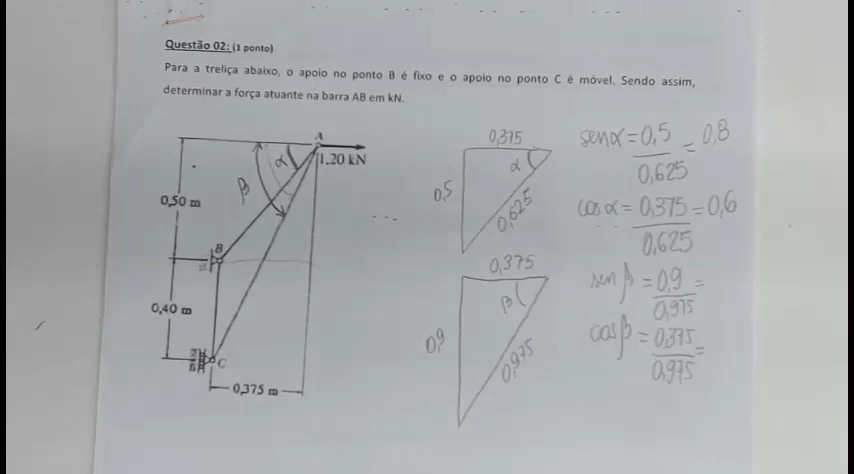 Questão 02: (1 ponto)
Para a treliça abaixo, o apoio no ponto B é fixo e o apoio no ponto C é móvel. Sendo assim,
determinar a força atuante na barra AB em kN.
A
1.20 kN
α
β
0,50 m
B
0,40 m
C
0,375 m
0,375
α
0,5
0,625
0,375
β
0,9
0,975
senα = 0,5 = 0,8
0,625
cosα = 0,375 = 0,6
0,625
senβ = 0,9 =
0,975
cosβ = 0,375 =
0,975